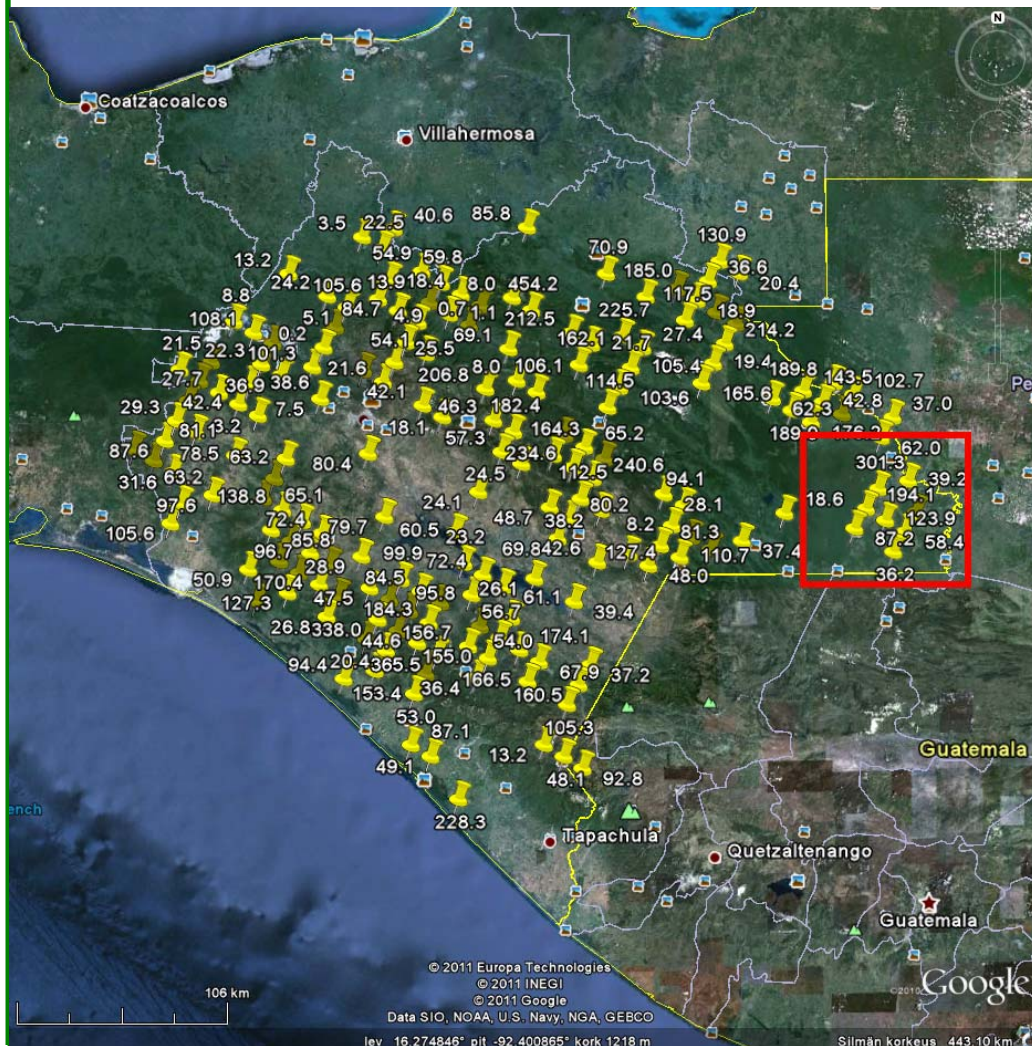 N
Coatzacoalcos
Villahermosa
3.5 22.5 40.6 85.8
54.9 59.8 70.9 130.9
13.2 24.2 105.6 13.9 18.4 8.0 454.2 185.0 36.6 20.4
8.8 84.7 4.9 0.7 1.1 212.5 225.7 117.5 18.9
108.1 0.2 5.1 54.1 69.1 162.1 27.4 214.2
21.5 22.3 101.3 25.5 21.7 19.4
27.7 36.9 38.6 21.6 42.1 206.8 8.0 106.1 114.5 105.4 189.8 143.5 102.7
29.3 42.4 7.5 46.3 182.4 103.6 165.6 62.3 42.8 37.0
81.1 3.2 18.1 57.3 164.3 65.2 189.9 176.2
87.6 78.5 63.2 80.4 234.6 112.5 240.6 62.0
31.6 63.2 24.5 94.1 301.3 39.2
97.6 138.8 65.1 24.1 48.7 80.2 28.1 18.6 194.1
105.6 72.4 79.7 60.5 23.2 38.2 8.2 81.3 123.9
96.7 85.8 99.9 72.4 69.8 42.6 127.4 110.7 37.4 87.2 58.4
50.9 170.4 28.9 84.5 95.8 26.1 48.0 36.2
127.3 47.5 184.3 56.7 61.1 39.4
26.8 338.0 44.6 156.7 54.0 174.1
94.4 20.4 365.5 155.0 166.5 67.9 37.2
153.4 36.4 160.5
53.0 87.1 105.3
49.1 13.2 48.1 92.8
228.3
Guatemala
ench
Tapachula
Quetzaltenango
Guatemala
© 2011 Europa Technologies
© 2011 INEGI
© 2011 Google
Data SIO, NOAA, U.S. Navy, NGA, GEBCO
106 km
©2010 Google
lev 16.274846° pit -92.400865° kork 1218 m
Silmän korkeus 443.10 km